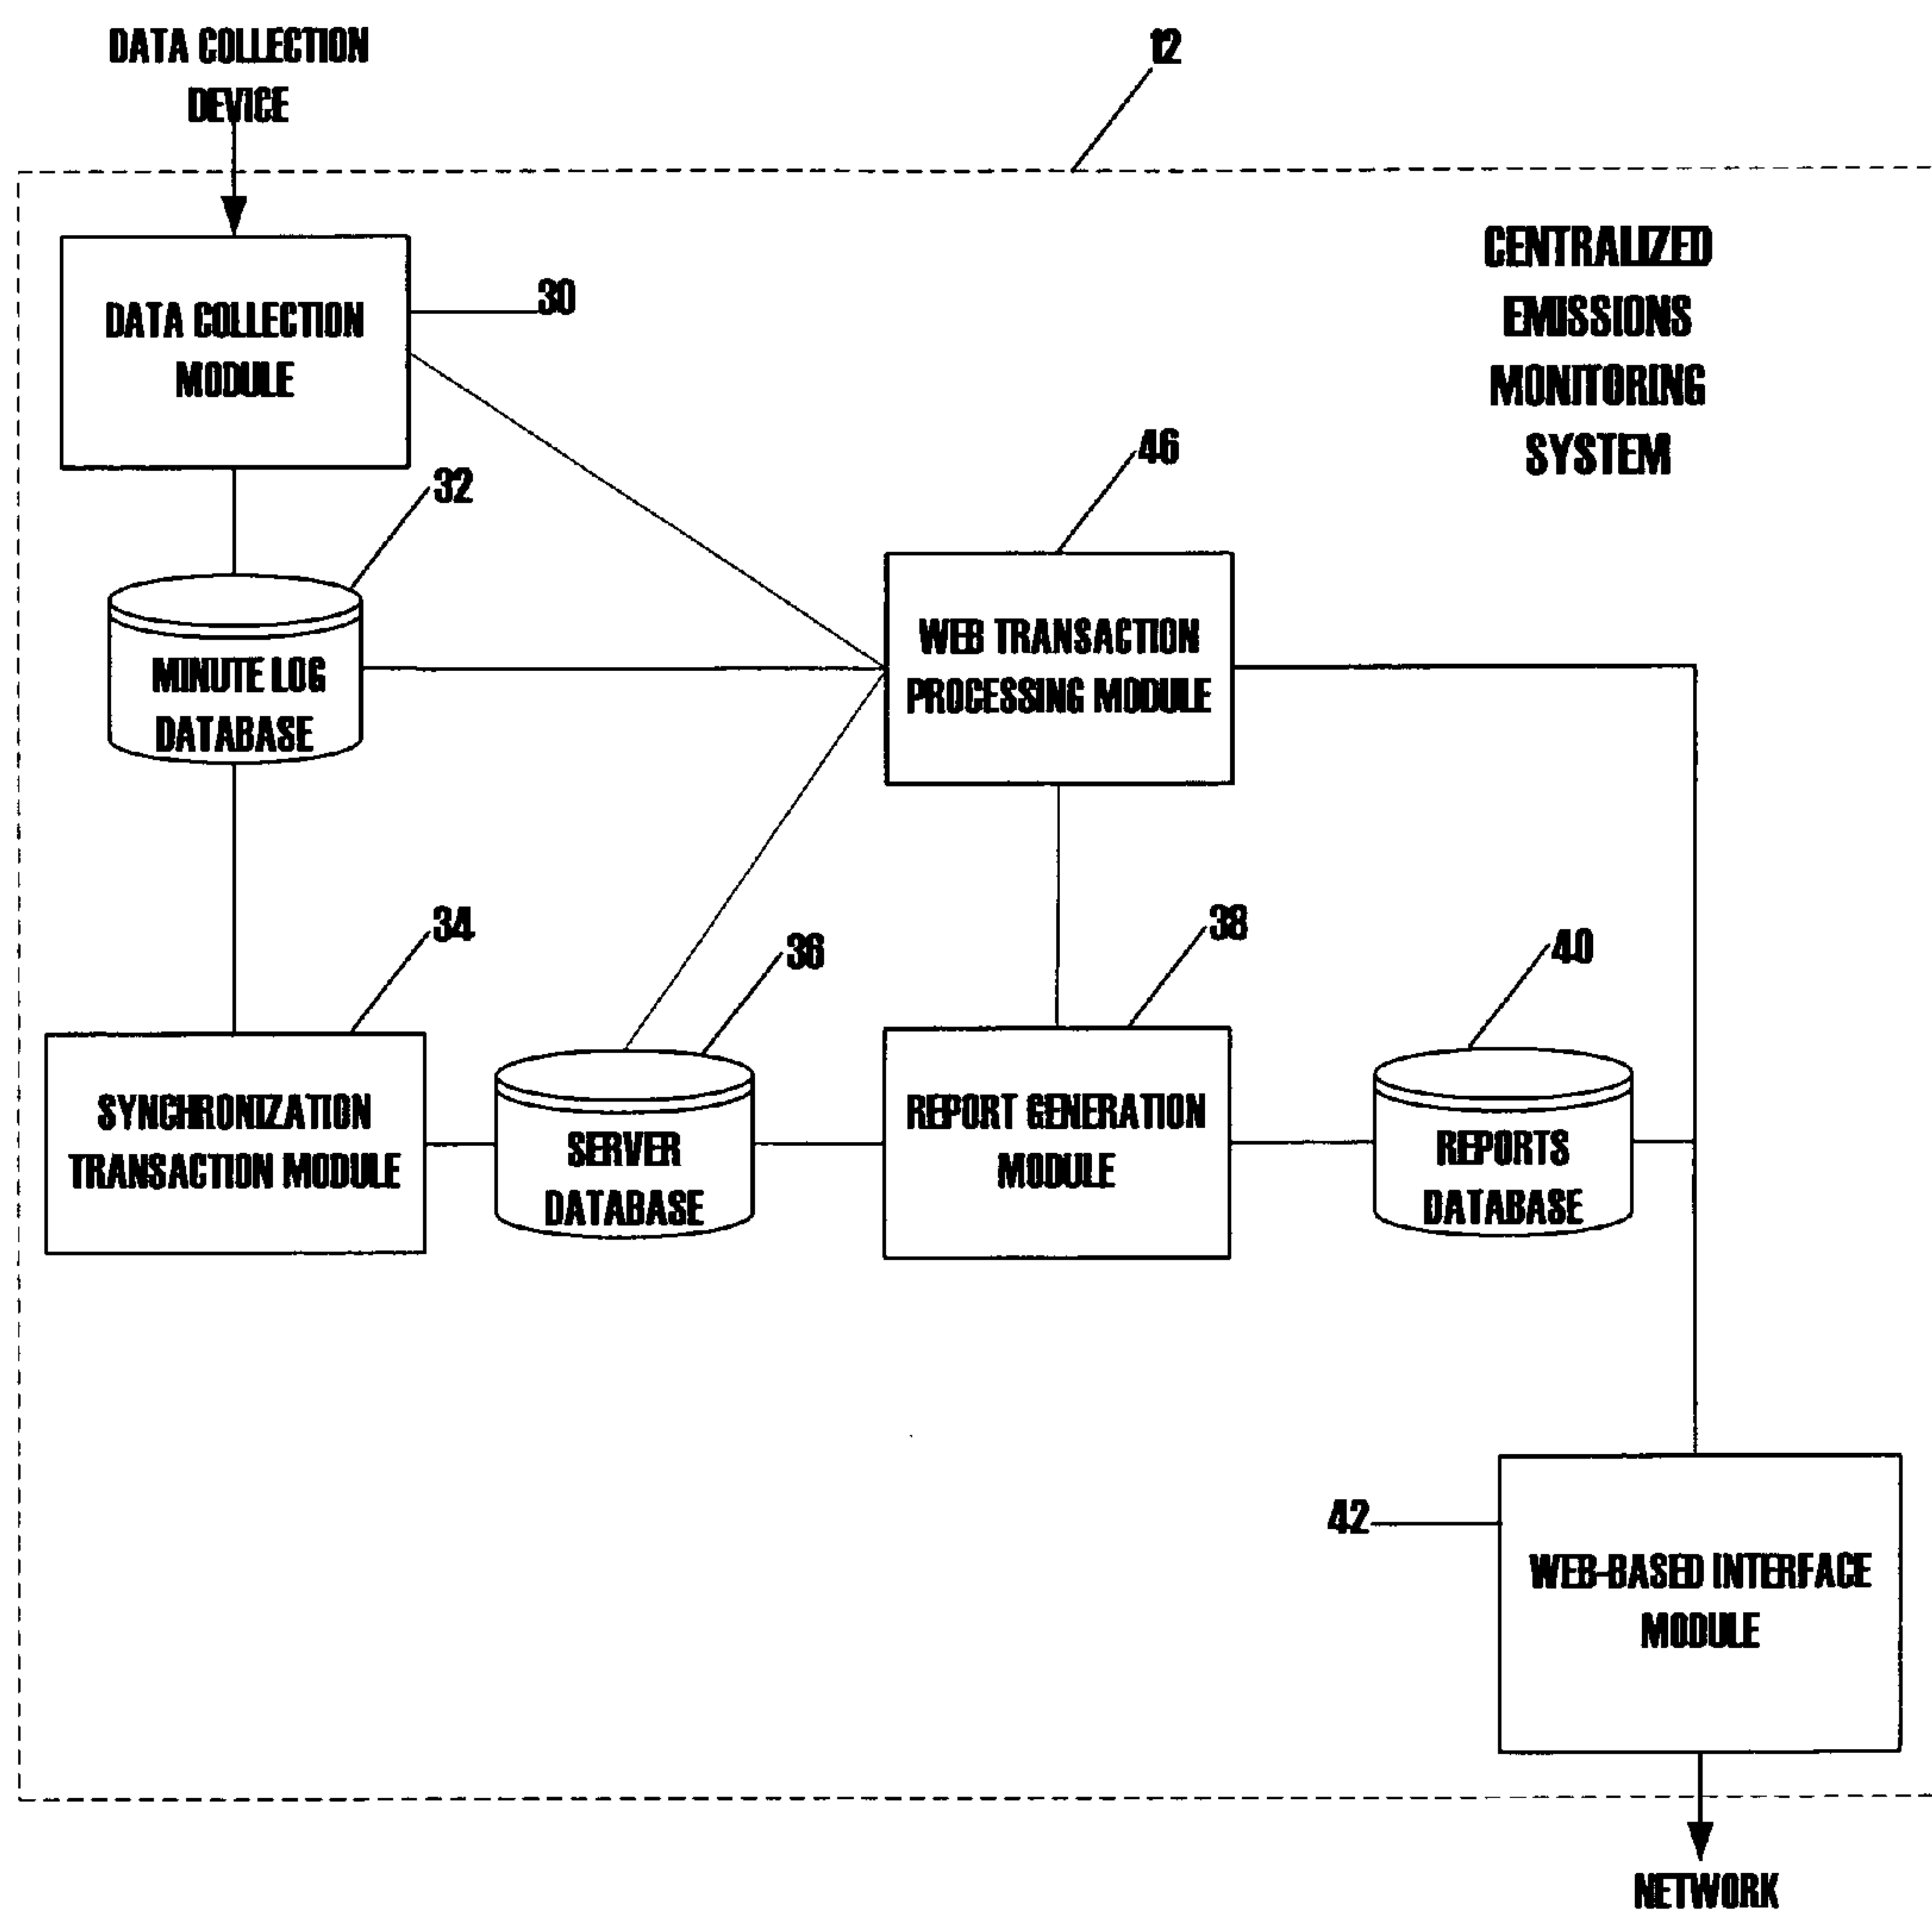 DATA COLLECTION
DEVICE
12
CENTRALIZED
EMISSIONS
MONITORING
SYSTEM
DATA COLLECTION
MODULE
30
32
46
MINUTE LOG
DATABASE
WEB TRANSACTION
PROCESSING MODULE
34
36
38
40
SYNCHRONIZATION
TRANSACTION MODULE
SERVER
DATABASE
REPORT GENERATION
MODULE
REPORTS
DATABASE
42
WEB-BASED INTERFACE
MODULE
NETWORK